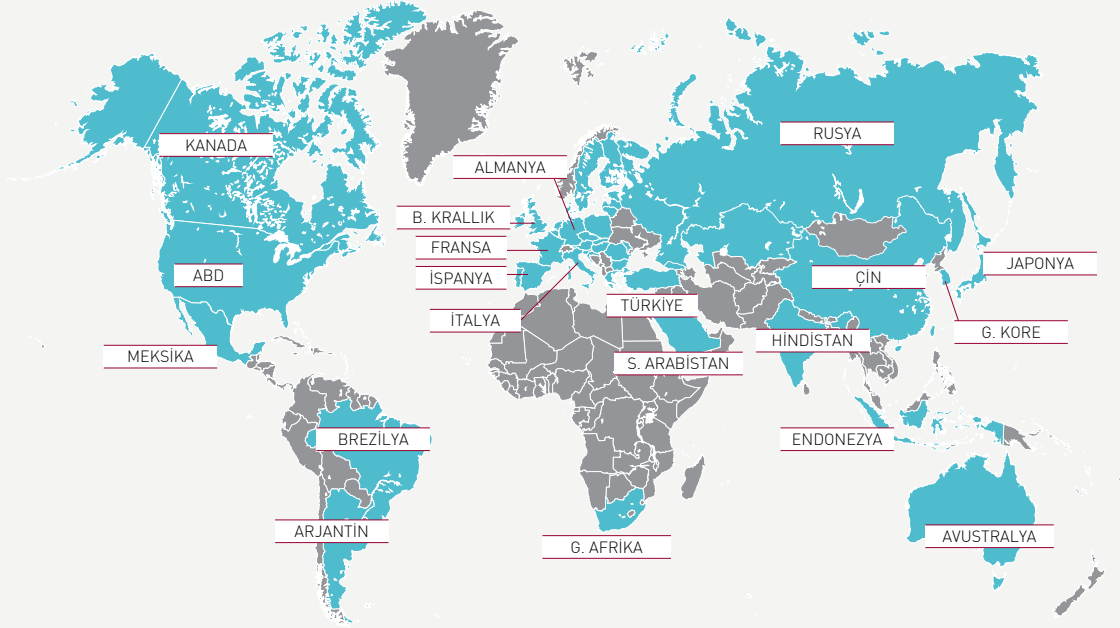 KANADA
RUSYA
ALMANYA
B. KRALLIK
FRANSA
ABD
İSPANYA
JAPONYA
ÇİN
TÜRKİYE
İTALYA
G. KORE
HİNDİSTAN
MEKSİKA
S. ARABİSTAN
BREZİLYA
ENDONEZYA
ARJANTİN
AVUSTRALYA
G. AFRİKA